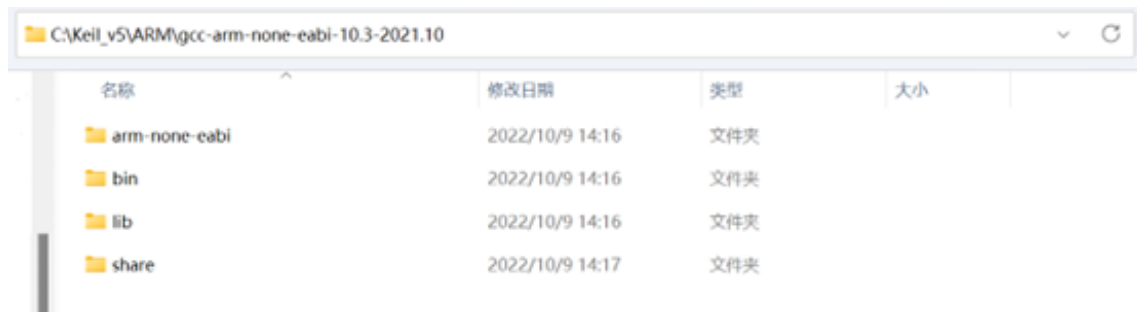 C:\Keil_v5\ARM\gcc-arm-none-eabi-10.3-2021.10
名称 修改日期 类型 大小
arm-none-eabi 2022/10/9 14:16 文件夹
bin 2022/10/9 14:16 文件夹
lib 2022/10/9 14:16 文件夹
share 2022/10/9 14:17 文件夹